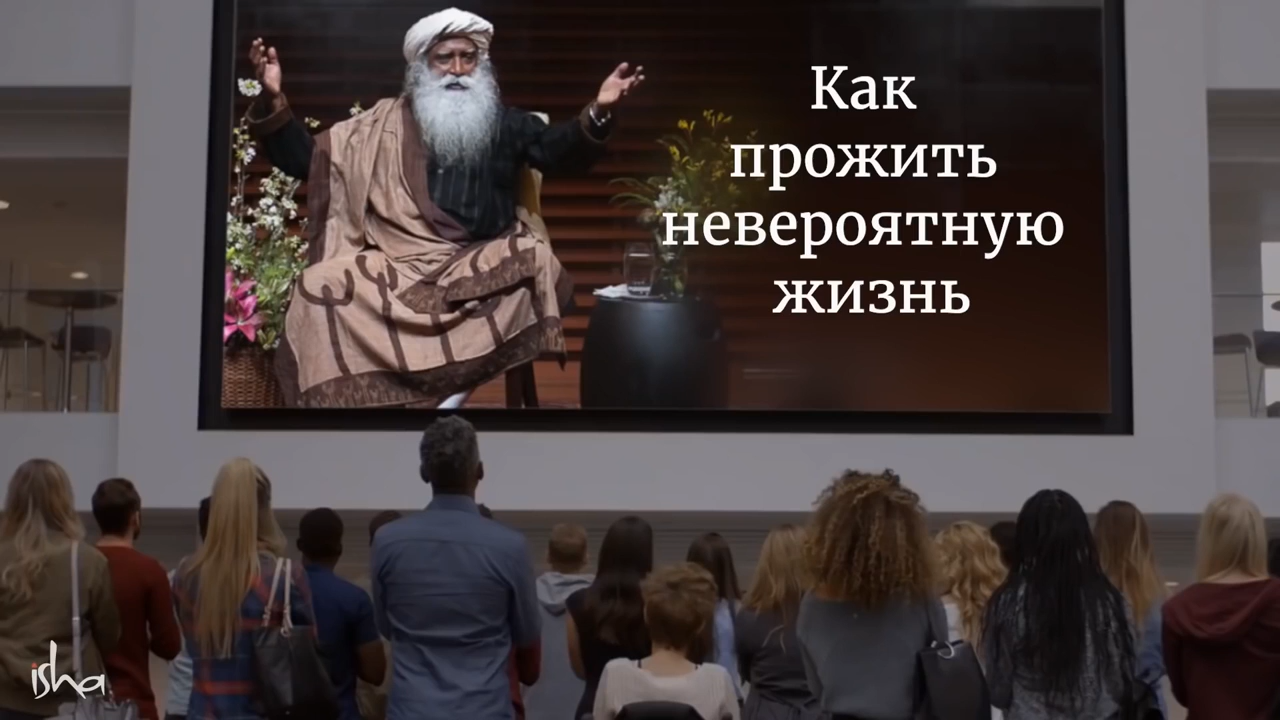 Как
прожить
невероятную
жизнь
isha